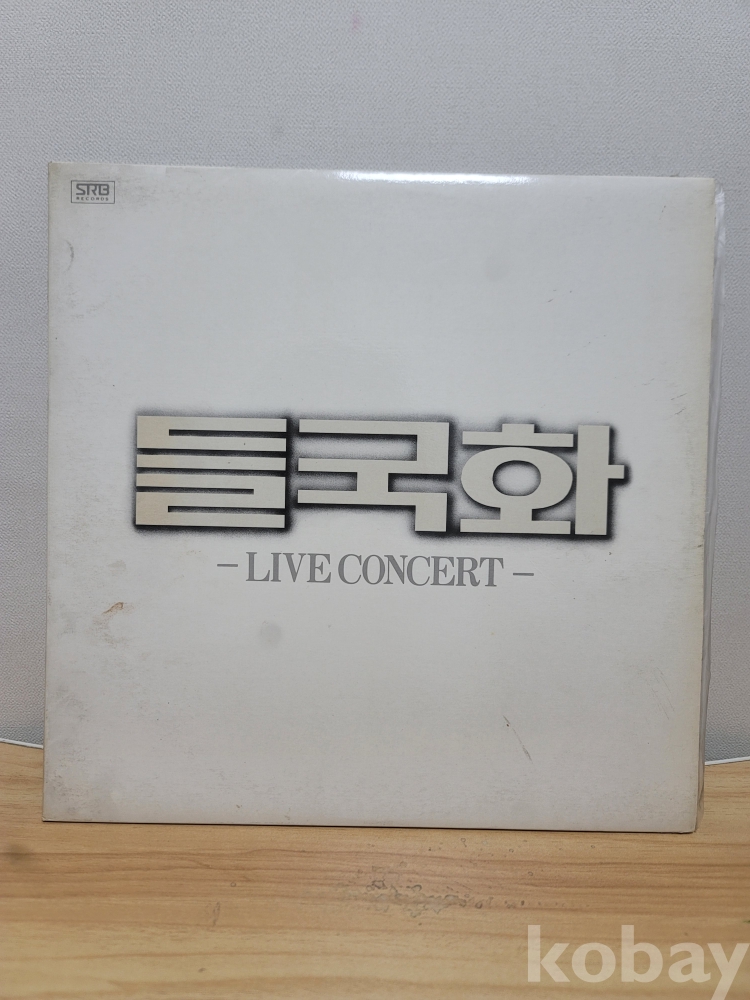 SRB
RECORDS
들국화
- LIVE CONCERT -
kobay